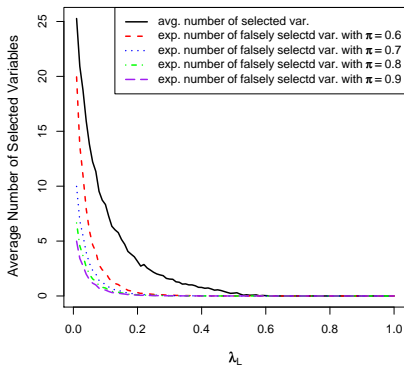 avg. number of selected var.
exp. number of falsely selectd var. with π = 0.6
exp. number of falsely selectd var. with π = 0.7
exp. number of falsely selectd var. with π = 0.8
exp. number of falsely selectd var. with π = 0.9
Average Number of Selected Variables
25
20
15
10
5
0
0.0 0.2 0.4 0.6 0.8 1.0
λL